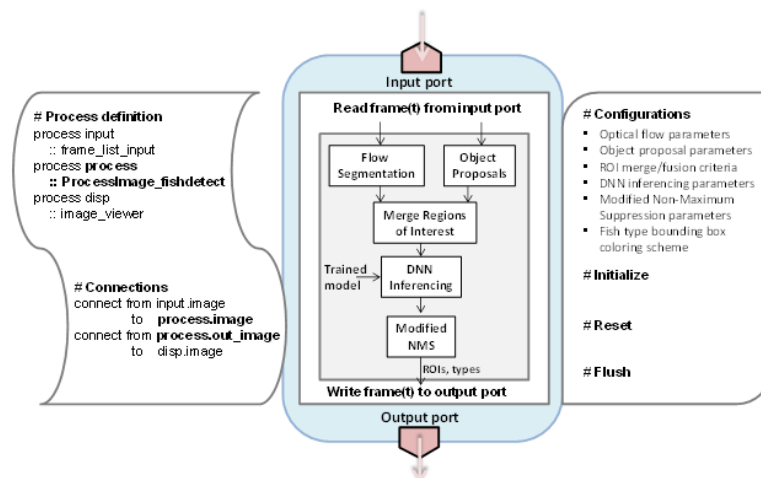 Input port
# Process definition
process input
:: frame_list_input
process process
:: ProcessImage_fishdetect
process disp
:: image_viewer
# Connections
connect from input.image
to process.image
connect from process.out_image
to disp.image
Read frame(t) from input port
Flow
Segmentation
Object
Proposals
Merge Regions
of Interest
Trained
model
DNN
Inferencing
Modified
NMS
ROIs, types
Write frame(t) to output port
Output port
# Configurations
▪ Optical flow parameters
▪ Object proposal parameters
▪ ROI merge/fusion criteria
▪ DNN inferencing parameters
▪ Modified Non-Maximum
Suppression parameters
▪ Fish type bounding box
coloring scheme
# Initialize
# Reset
# Flush